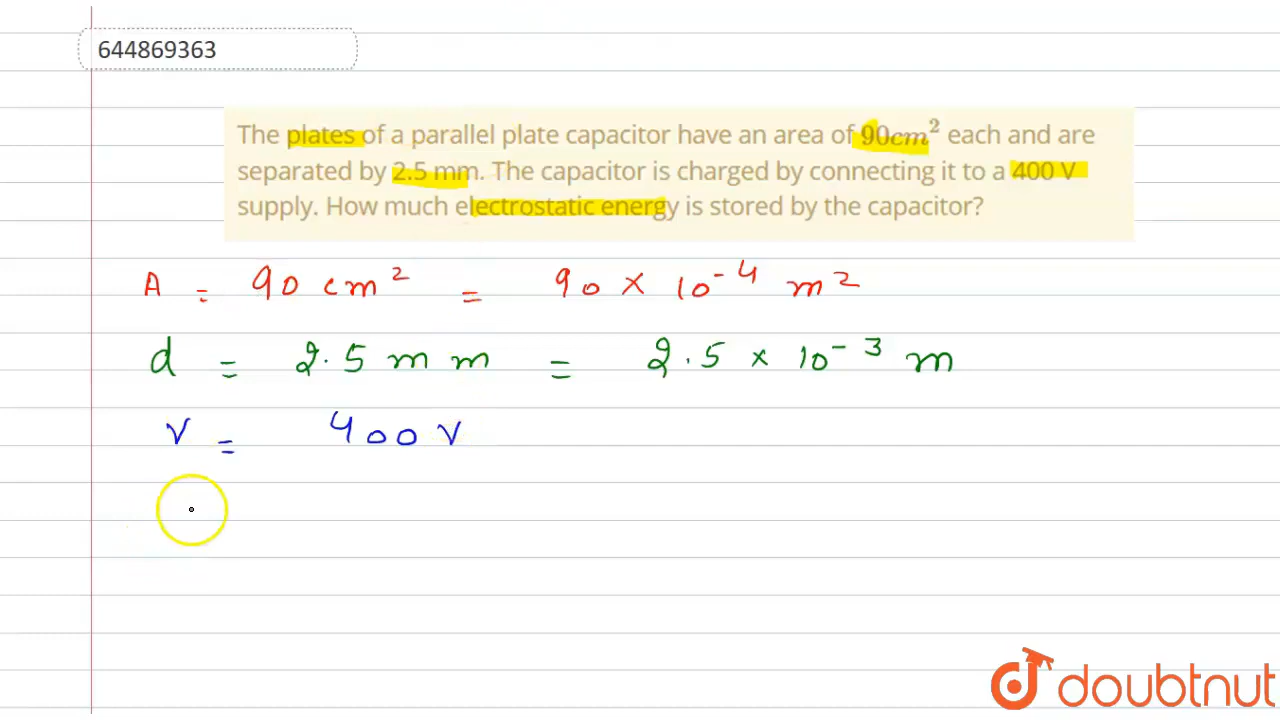 644869363
The plates of a parallel plate capacitor have an area of 90cm² each and are
separated by 2.5 mm. The capacitor is charged by connecting it to a 400 V
supply. How much electrostatic energy is stored by the capacitor?
A = 90 cm² = 90 × 10⁻⁴ m²
d = 2.5 mm = 2.5 × 10⁻³ m
V = 400 V
doubtnut